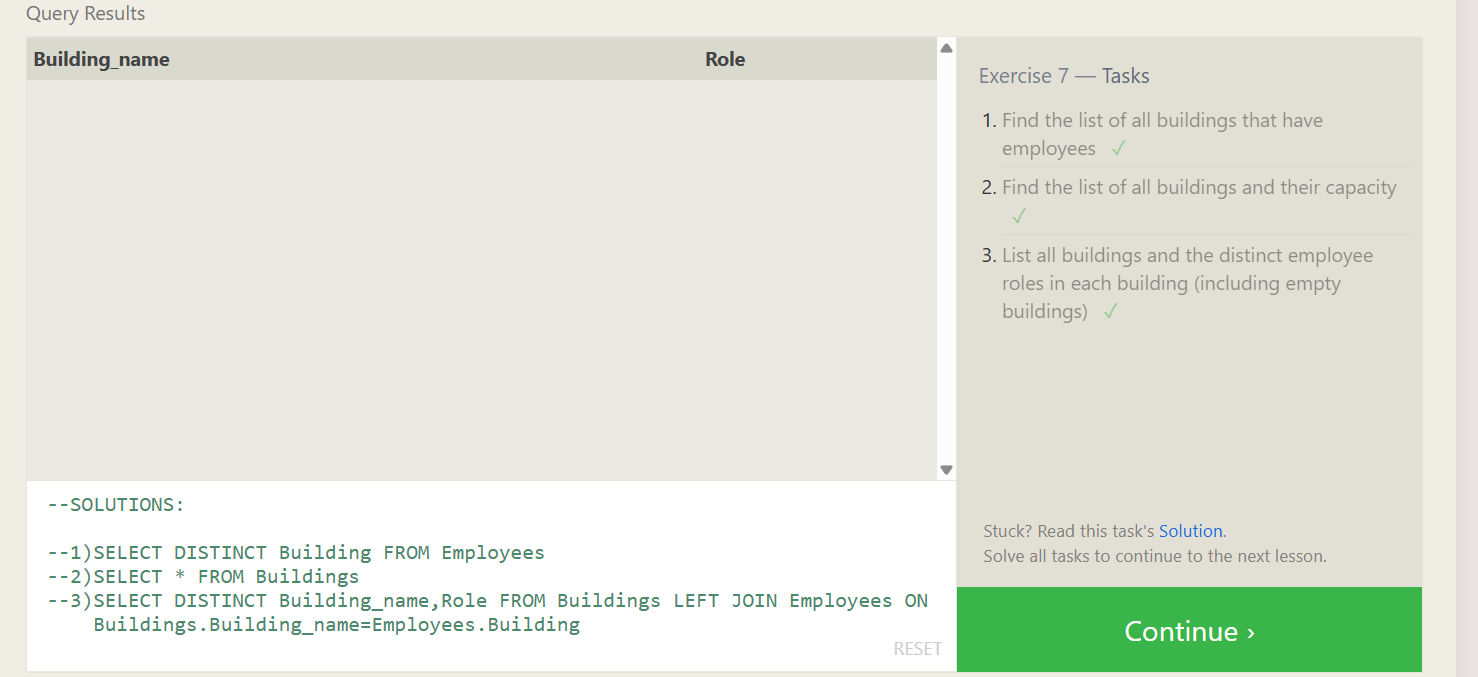 Query Results
Building_name Role
--SOLUTIONS:
--1)SELECT DISTINCT Building FROM Employees
--2)SELECT * FROM Buildings
--3)SELECT DISTINCT Building_name,Role FROM Buildings LEFT JOIN Employees ON
Buildings.Building_name=Employees.Building
RESET
Exercise 7 — Tasks
1. Find the list of all buildings that have
employees ✓
2. Find the list of all buildings and their capacity
✓
3. List all buildings and the distinct employee
roles in each building (including empty
buildings) ✓
Stuck? Read this task's Solution.
Solve all tasks to continue to the next lesson.
Continue ›